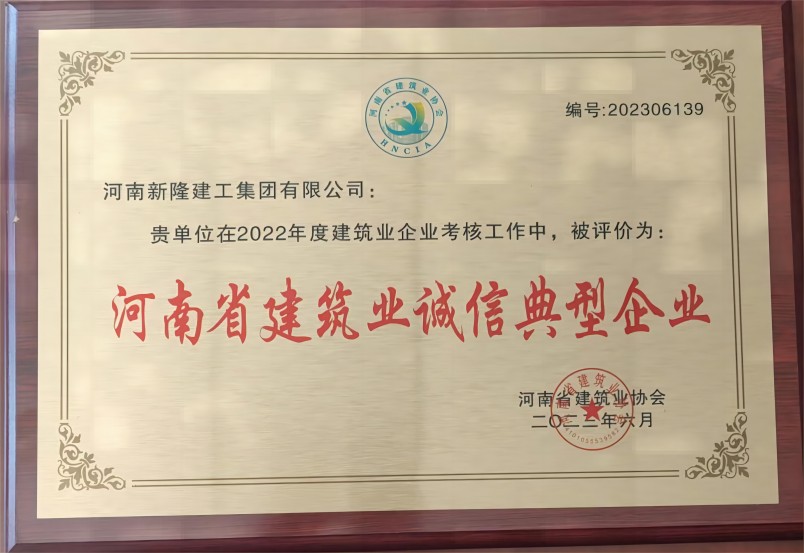 河南省建筑业协会
HNCIA
编号:202306139
河南新隆建工集团有限公司：
贵单位在2022年度建筑业企业考核工作中，被评价为：
河南省建筑业诚信典型企业
河南省建筑业协会
二〇二三年六月